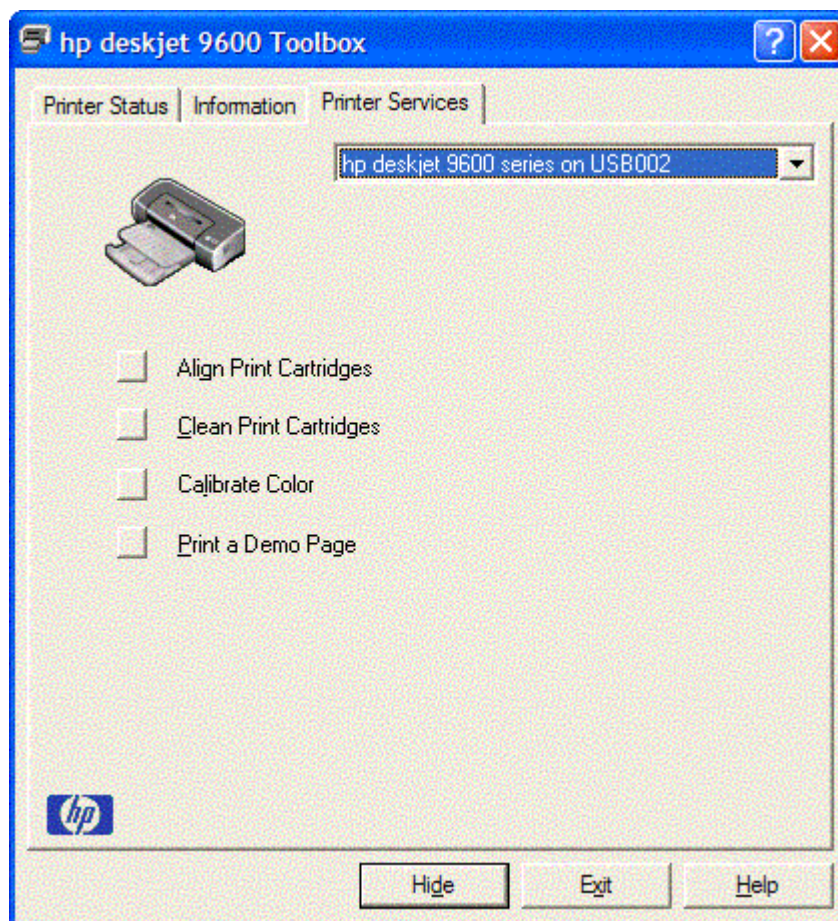 hp deskjet 9600 Toolbox
?
Printer Status Information Printer Services
hp deskjet 9600 series on USB002
Align Print Cartridges
Clean Print Cartridges
Calibrate Color
Print a Demo Page
hp
Hide Exit Help